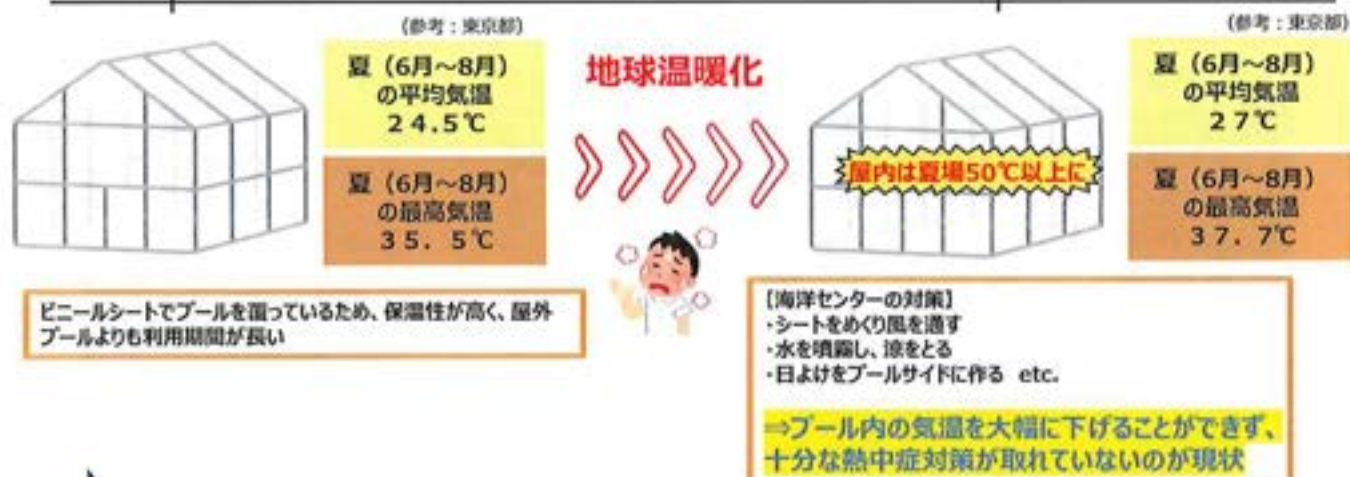 (参考:東京都)
夏(6月~8月)
の平均気温
24.5℃
夏(6月~8月)
の最高気温
35.5℃
ビニールシートでプールを覆っているため、保温性が高く、屋外
プールよりも利用期間が長い
地球温暖化
屋内は夏場50℃以上に
(参考:東京都)
夏(6月~8月)
の平均気温
27℃
夏(6月~8月)
の最高気温
37.7℃
【海洋センターの対策】
・シートをめくり風を通す
・水を噴霧し、涼をとる
・日よけをプールサイドに作る etc.
⇒プール内の気温を大幅に下げることができず、
十分な熱中症対策が取れていないのが現状